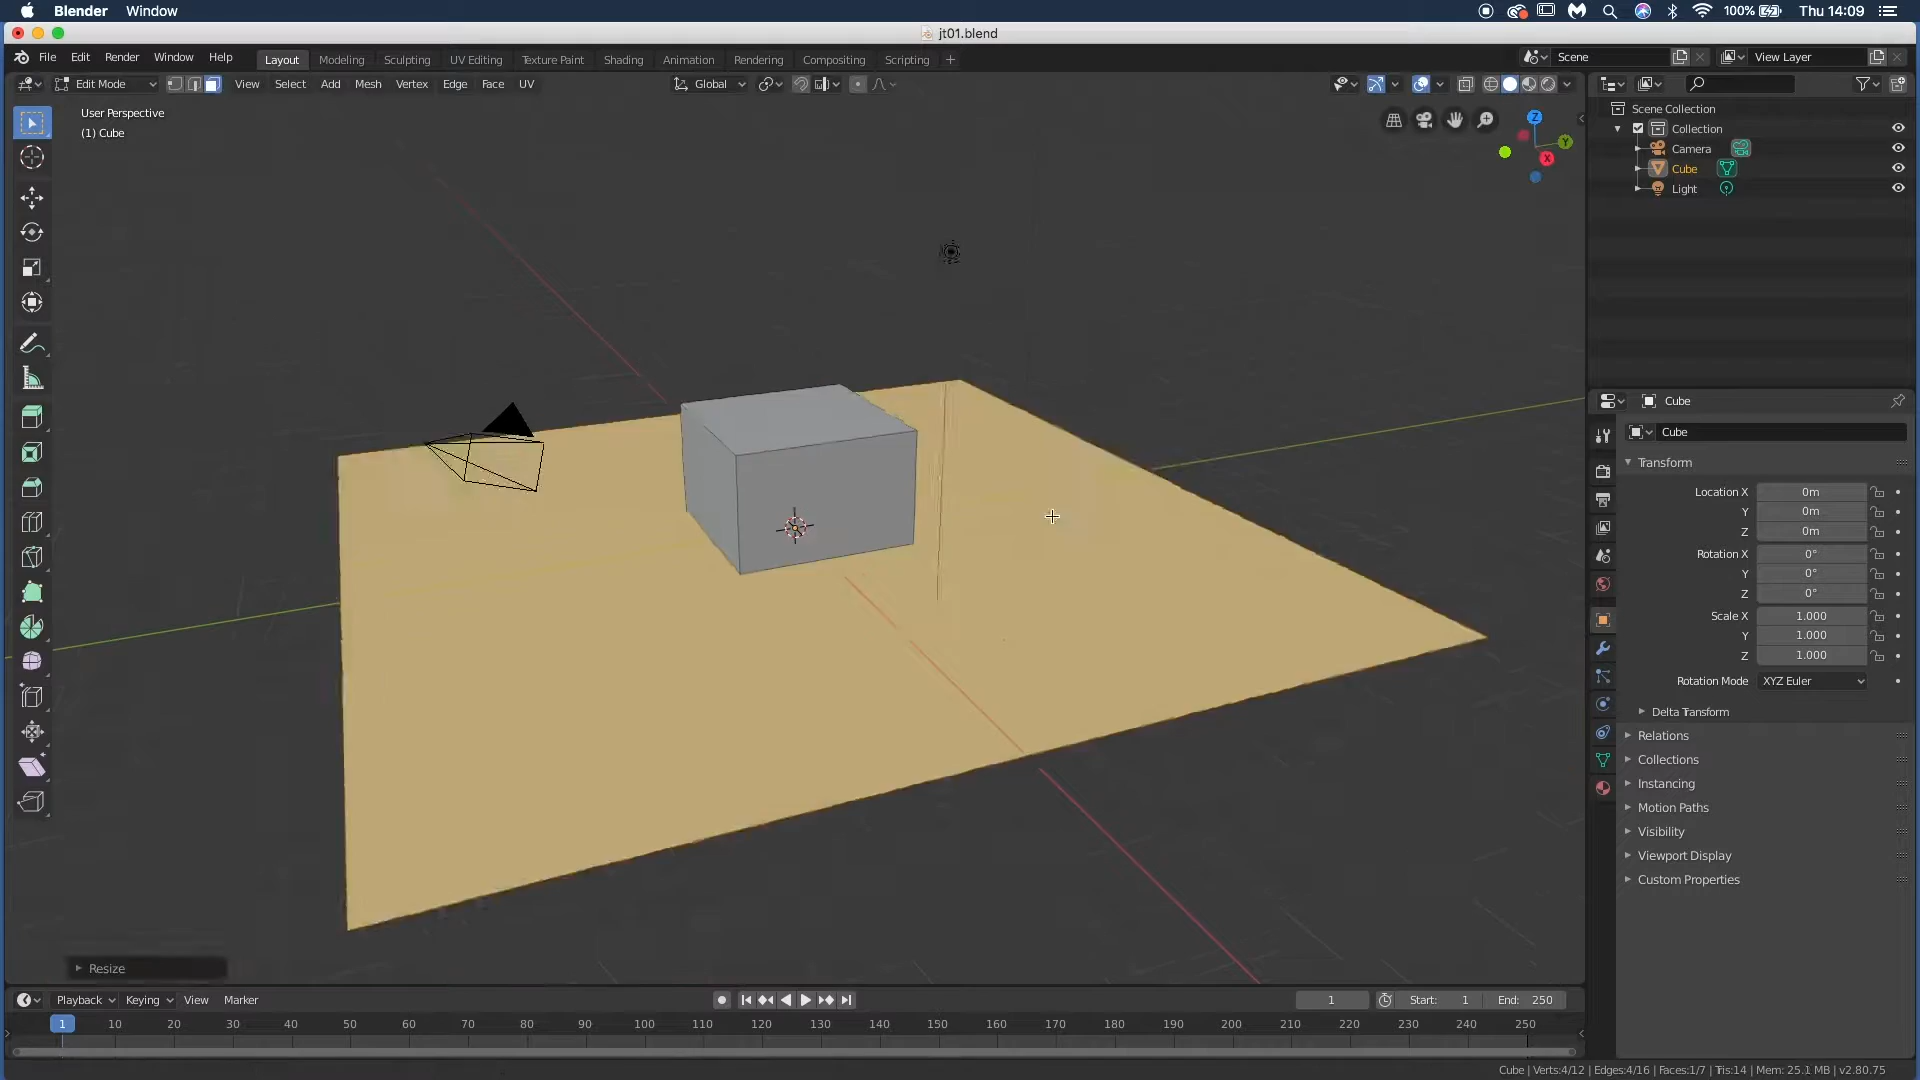 Blender Window 100% Thu 14:09
jt01.blend
File Edit Render Window Help Layout Modeling Sculpting UV Editing Texture Paint Shading Animation Rendering Compositing Scripting + Scene View Layer
Edit Mode View Select Add Mesh Vertex Edge Face UV Global
User Perspective
(1) Cube
Z
Y
X
Resize
Scene Collection
Collection
Camera
Cube
Light
Cube
Cube
Transform
Location X 0m
Y 0m
Z 0m
Rotation X 0°
Y 0°
Z 0°
Scale X 1.000
Y 1.000
Z 1.000
Rotation Mode XYZ Euler
Delta Transform
Relations
Collections
Instancing
Motion Paths
Visibility
Viewport Display
Custom Properties
Playback Keying View Marker 1 Start: 1 End: 250
1 10 20 30 40 50 60 70 80 90 100 110 120 130 140 150 160 170 180 190 200 210 220 230 240 250
Cube | Verts:4/12 | Edges:4/16 | Faces:1/7 | Tris:14 | Mem: 25.1 MB | v2.80.75